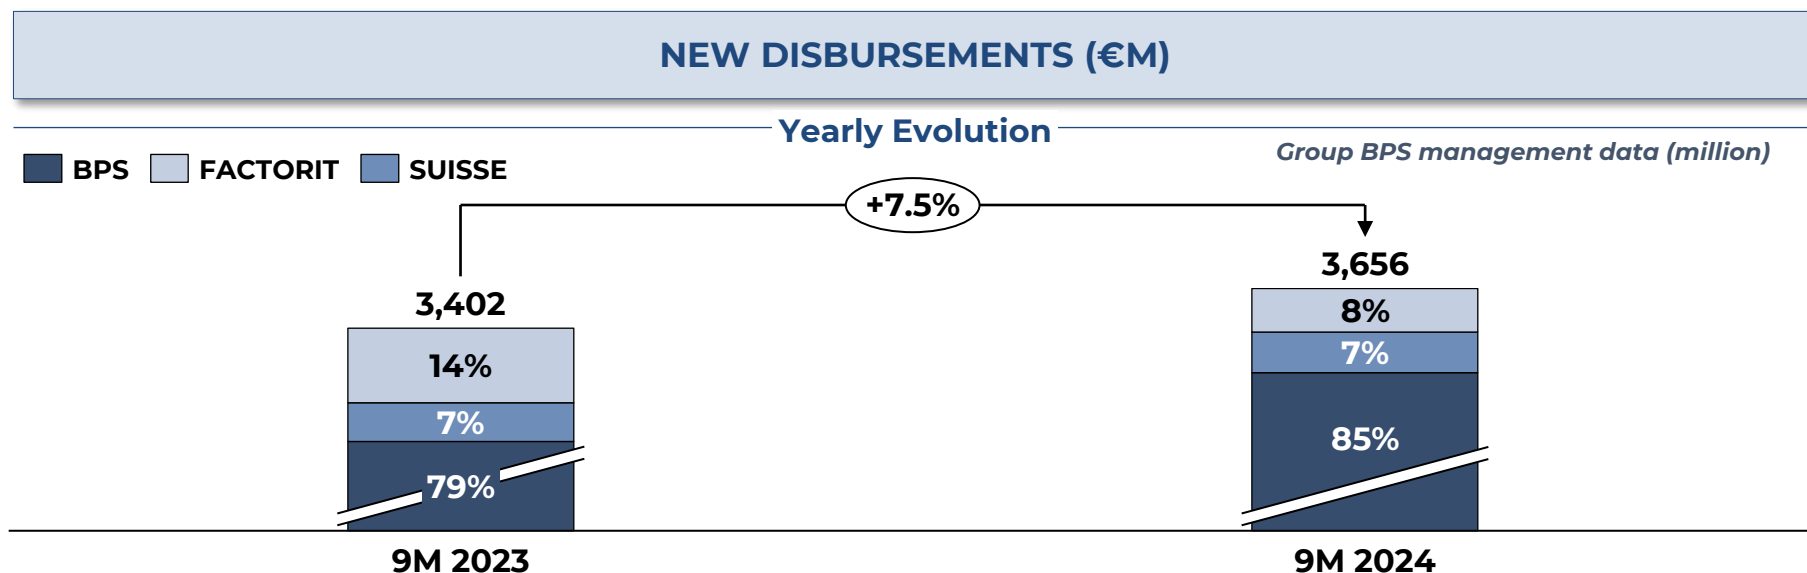 NEW DISBURSEMENTS (€M)
Yearly Evolution
Group BPS management data (million)
BPS FACTORIT SUISSE
+7.5%
3,402
3,656
14%
8%
7%
7%
79%
85%
9M 2023
9M 2024